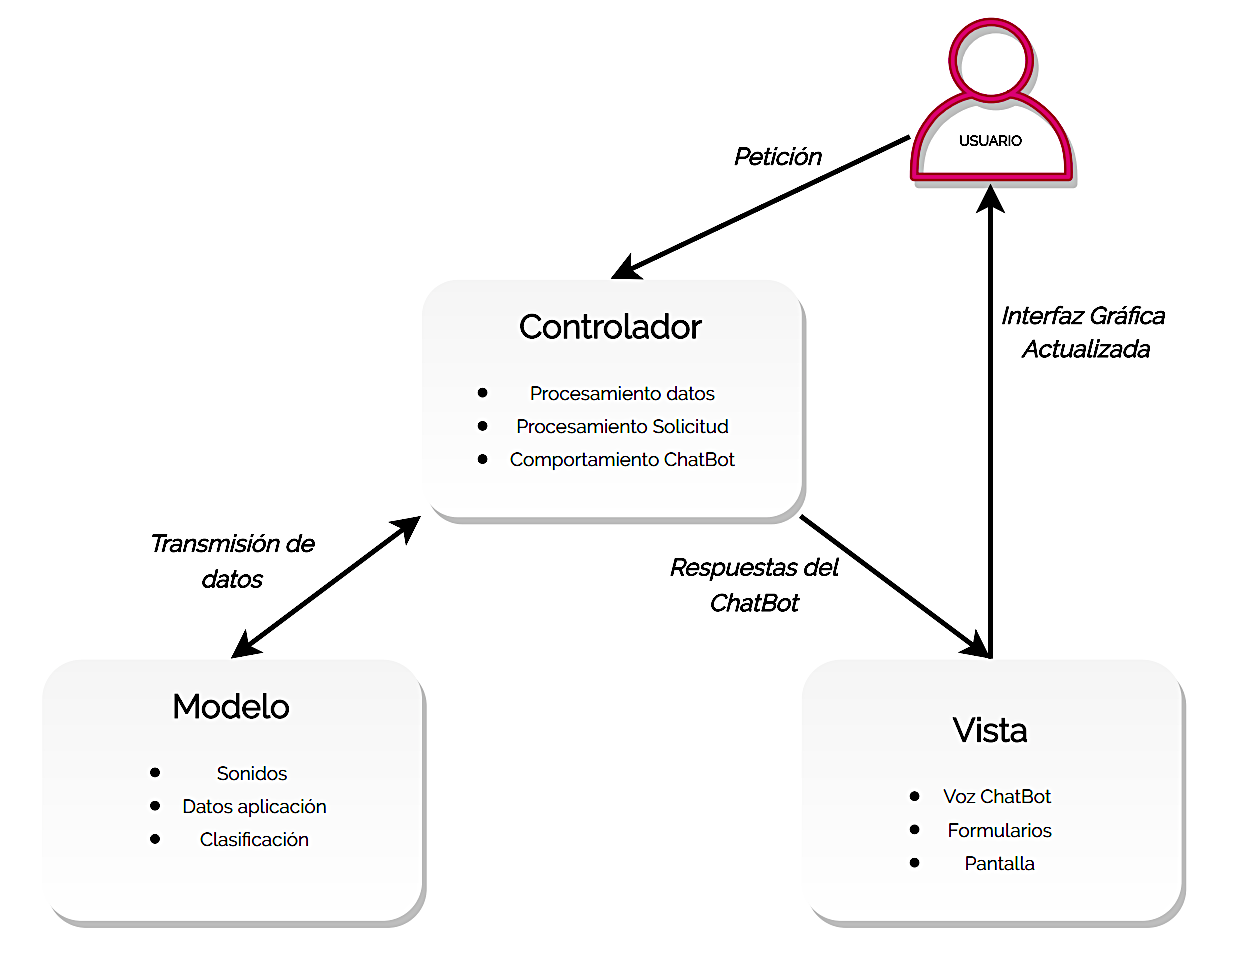 USUARIO
Petición
Interfaz Gráfica
Actualizada
Controlador
● Procesamiento datos
● Procesamiento Solicitud
● Comportamiento ChatBot
Transmisión de
datos
Respuestas del
ChatBot
Modelo
● Sonidos
● Datos aplicación
● Clasificación
Vista
● Voz ChatBot
● Formularios
● Pantalla